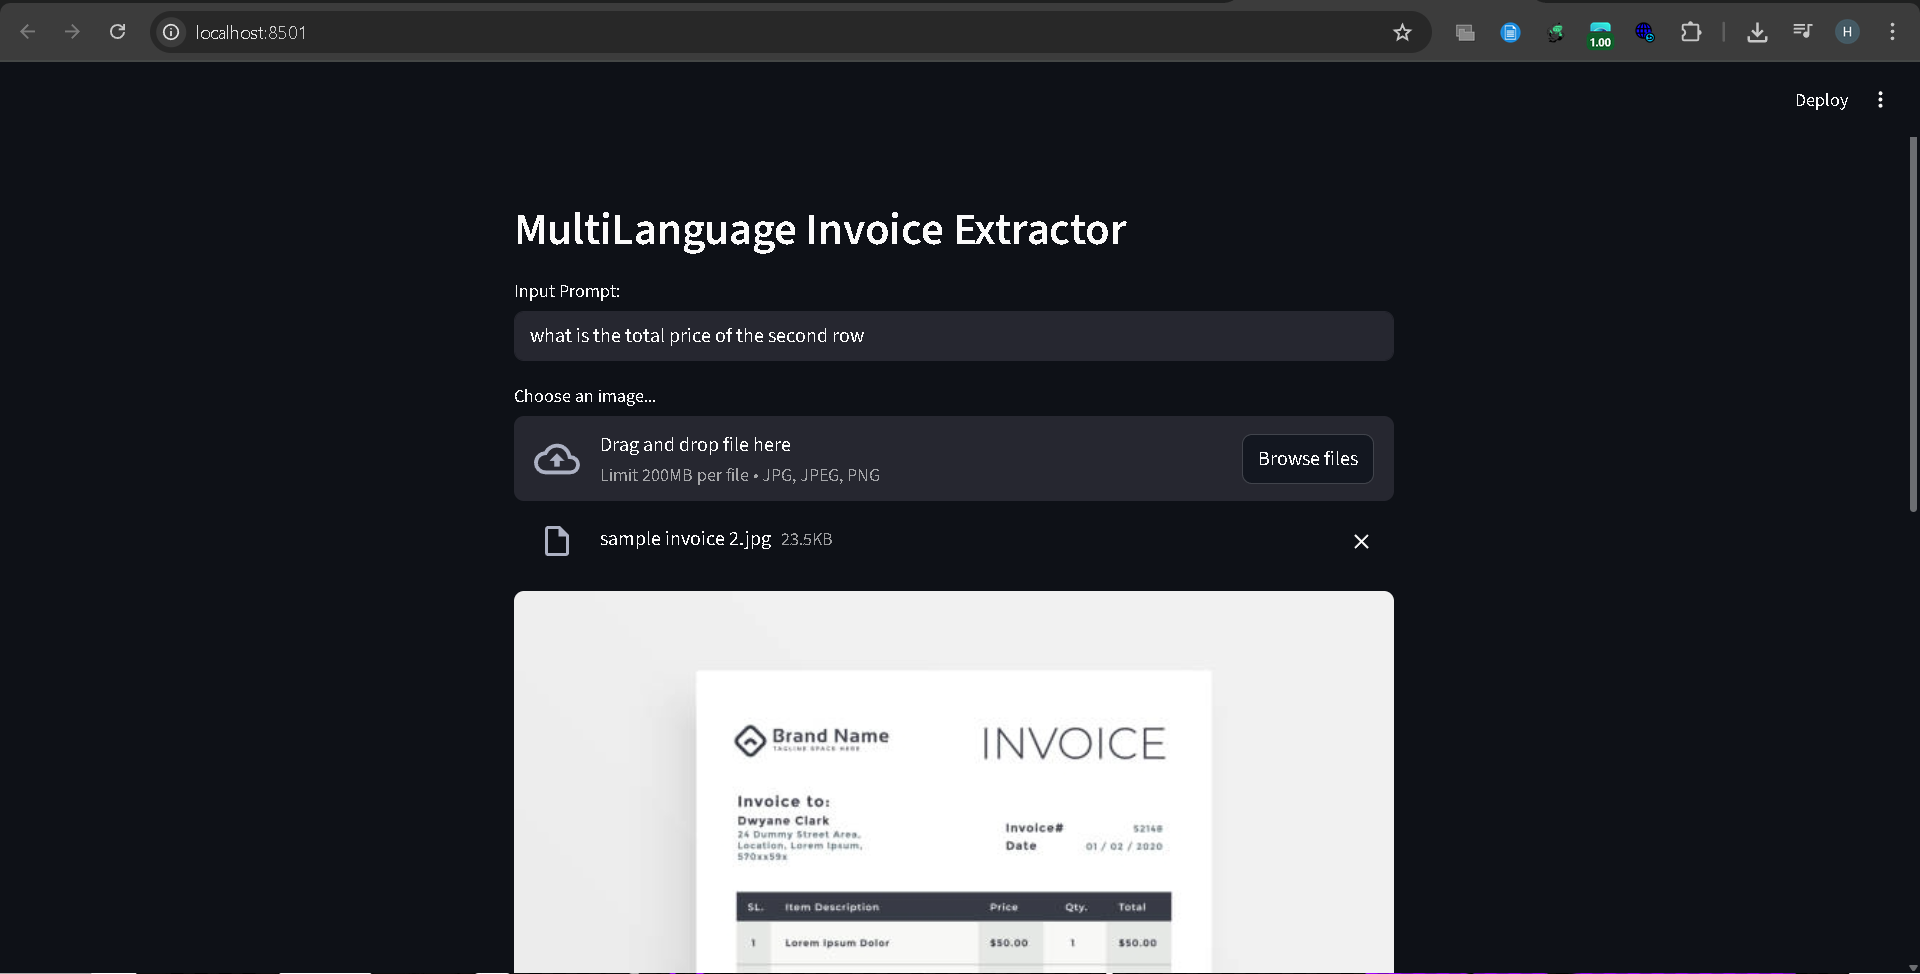 localhost:8501
1.00
H
Deploy
MultiLanguage Invoice Extractor
Input Prompt:
what is the total price of the second row
Choose an image...
Drag and drop file here
Limit 200MB per file • JPG, JPEG, PNG
Browse files
sample invoice 2.jpg 23.5KB
Brand Name
TAGLINE SPACE HERE
INVOICE
Invoice to:
Dwyane Clark
24 Dummy Street Area,
Location, Lorem Ipsum,
570xx59x
Invoice# 52148
Date 01 / 02 / 2020
SL. Item Description Price Qty. Total
1 Lorem Ipsum Dolor $50.00 1 $50.00